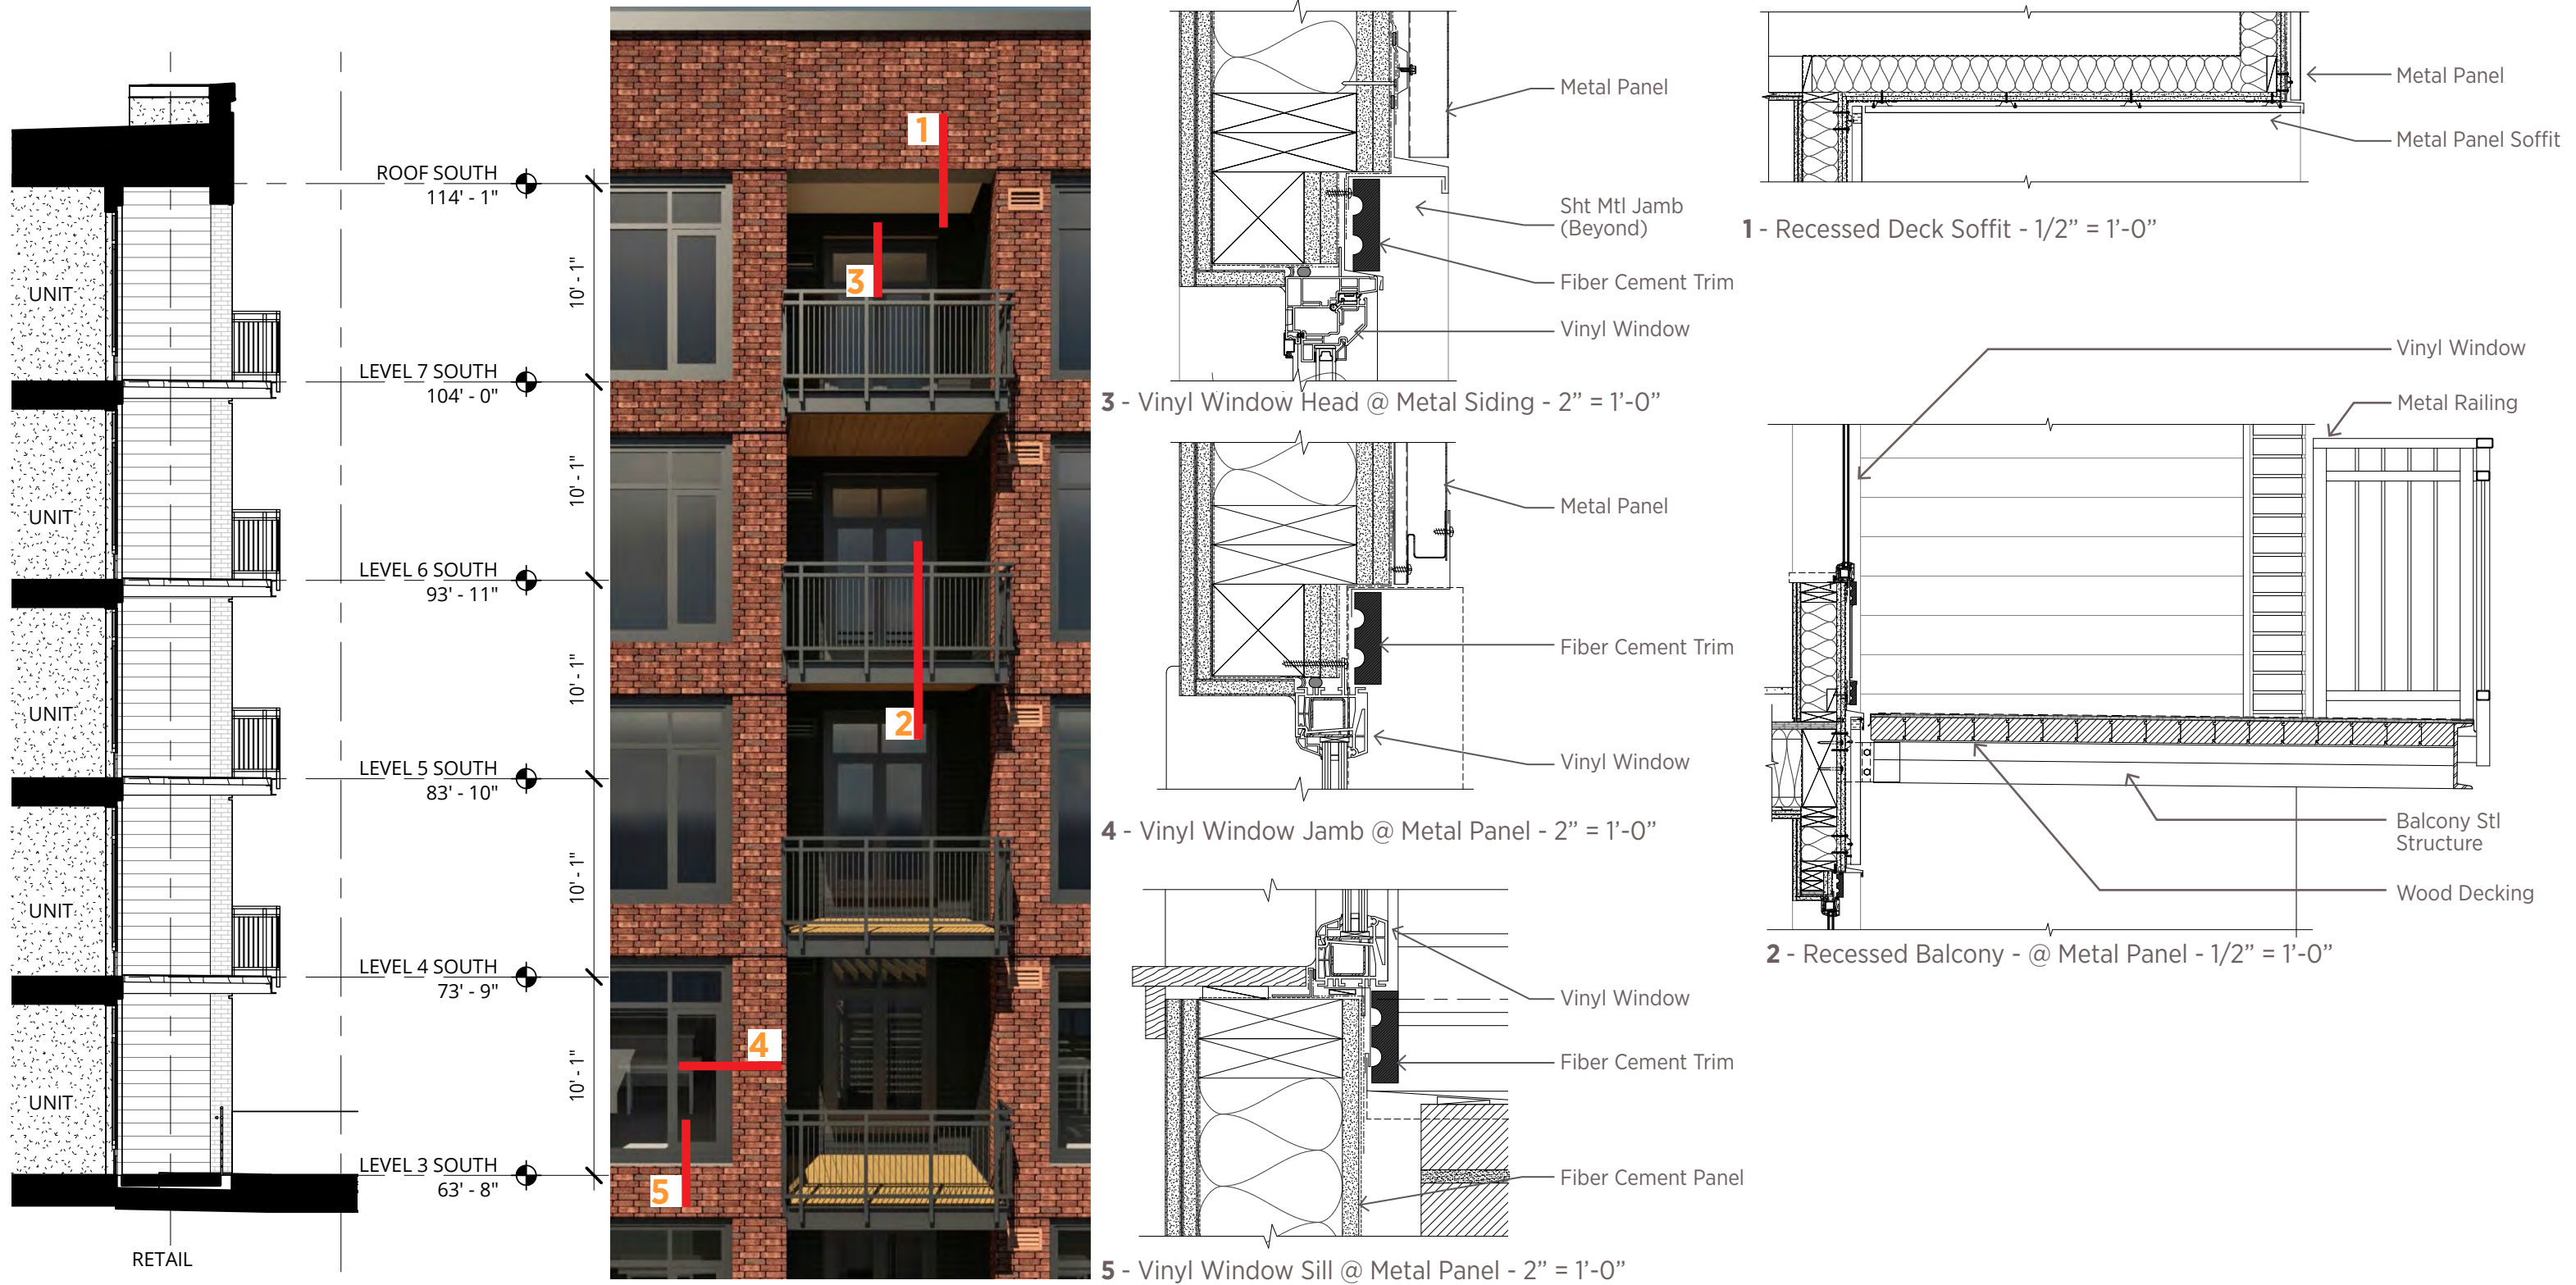 ROOF SOUTH
114' - 1"
10' - 1"
UNIT
LEVEL 7 SOUTH
104' - 0"
10' - 1"
UNIT
LEVEL 6 SOUTH
93' - 11"
10' - 1"
UNIT
LEVEL 5 SOUTH
83' - 10"
10' - 1"
UNIT
LEVEL 4 SOUTH
73' - 9"
10' - 1"
UNIT
LEVEL 3 SOUTH
63' - 8"
RETAIL
1
3
2
4
5
Metal Panel
Sht Mtl Jamb
(Beyond)
Fiber Cement Trim
Vinyl Window
3 - Vinyl Window Head @ Metal Siding - 2” = 1’-0”
Metal Panel
Fiber Cement Trim
Vinyl Window
4 - Vinyl Window Jamb @ Metal Panel - 2” = 1’-0”
Vinyl Window
Fiber Cement Trim
Fiber Cement Panel
5 - Vinyl Window Sill @ Metal Panel - 2” = 1’-0”
Metal Panel
Metal Panel Soffit
1 - Recessed Deck Soffit - 1/2” = 1’-0”
Vinyl Window
Metal Railing
Balcony Stl
Structure
Wood Decking
2 - Recessed Balcony - @ Metal Panel - 1/2” = 1’-0”